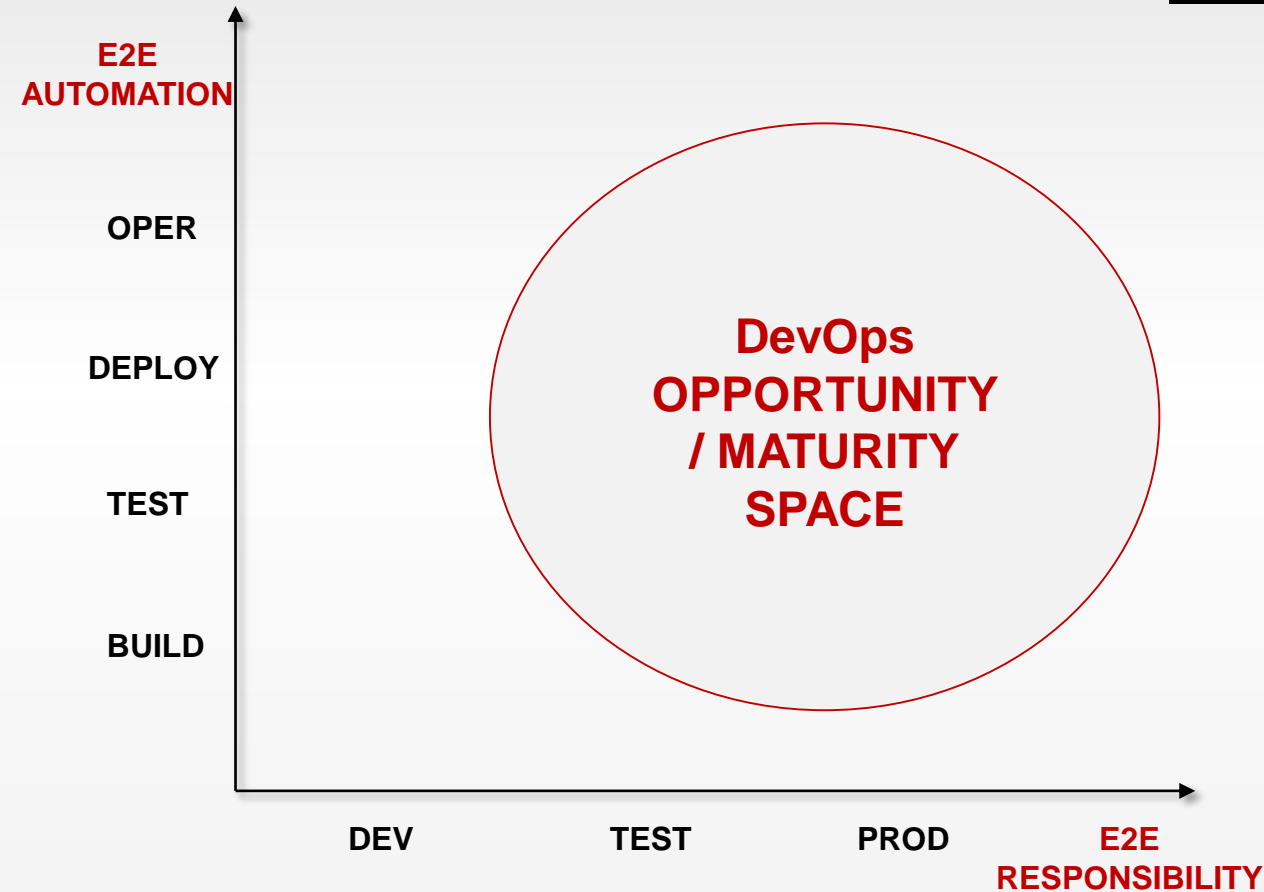 E2E
AUTOMATION
OPER
DEPLOY
TEST
BUILD
DevOps
OPPORTUNITY
/ MATURITY
SPACE
DEV
TEST
PROD
E2E
RESPONSIBILITY